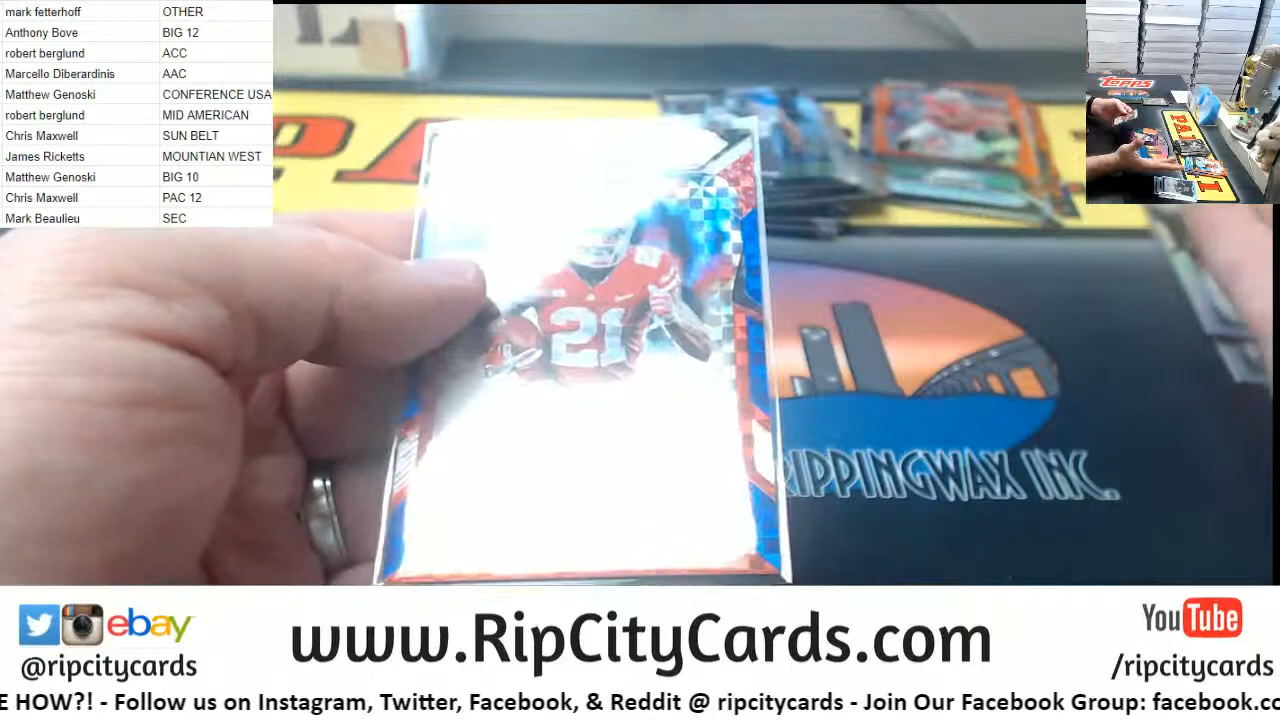 mark fetterhoff OTHER
Anthony Bove BIG 12
robert berglund ACC
Marcello Diberardinis AAC
Matthew Genoski CONFERENCE USA
robert berglund MID AMERICAN
Chris Maxwell SUN BELT
James Ricketts MOUNTIAN WEST
Matthew Genoski BIG 10
Chris Maxwell PAC 12
Mark Beaulieu SEC
TOPPS
21
RIPPINGWAX INC.
ebay
@ripcitycards
www.RipCityCards.com
YouTube
/ripcitycards
E HOW?! - Follow us on Instagram, Twitter, Facebook, & Reddit @ ripcitycards - Join Our Facebook Group: facebook.co